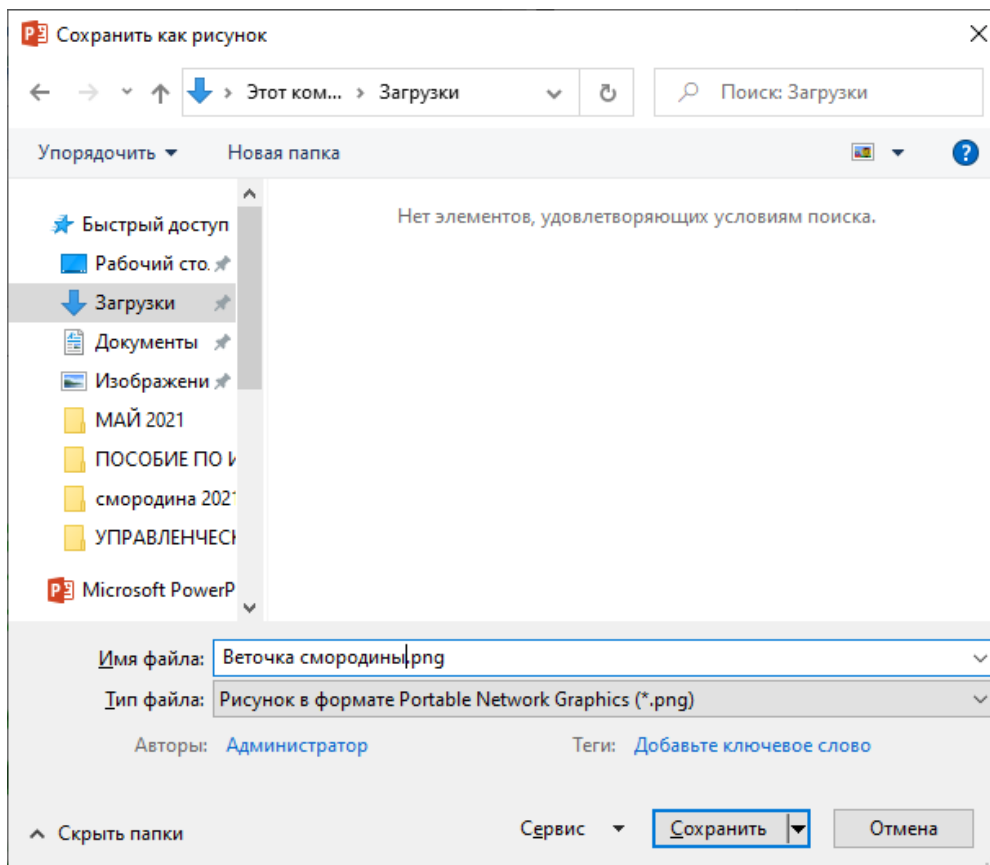 Сохранить как рисунок
Этот ком... > Загрузки
Поиск: Загрузки
Упорядочить
Новая папка
Быстрый доступ
Рабочий сто.
Загрузки
Документы
Изображени
МАЙ 2021
ПОСОБИЕ ПО И
смородина 2021
УПРАВЛЕНЧЕСК
Microsoft PowerP
Нет элементов, удовлетворяющих условиям поиска.
Имя файла: Веточка смородины.png
Тип файла: Рисунок в формате Portable Network Graphics (*.png)
Авторы: Администратор
Теги: Добавьте ключевое слово
Скрыть папки
Сервис
Сохранить
Отмена